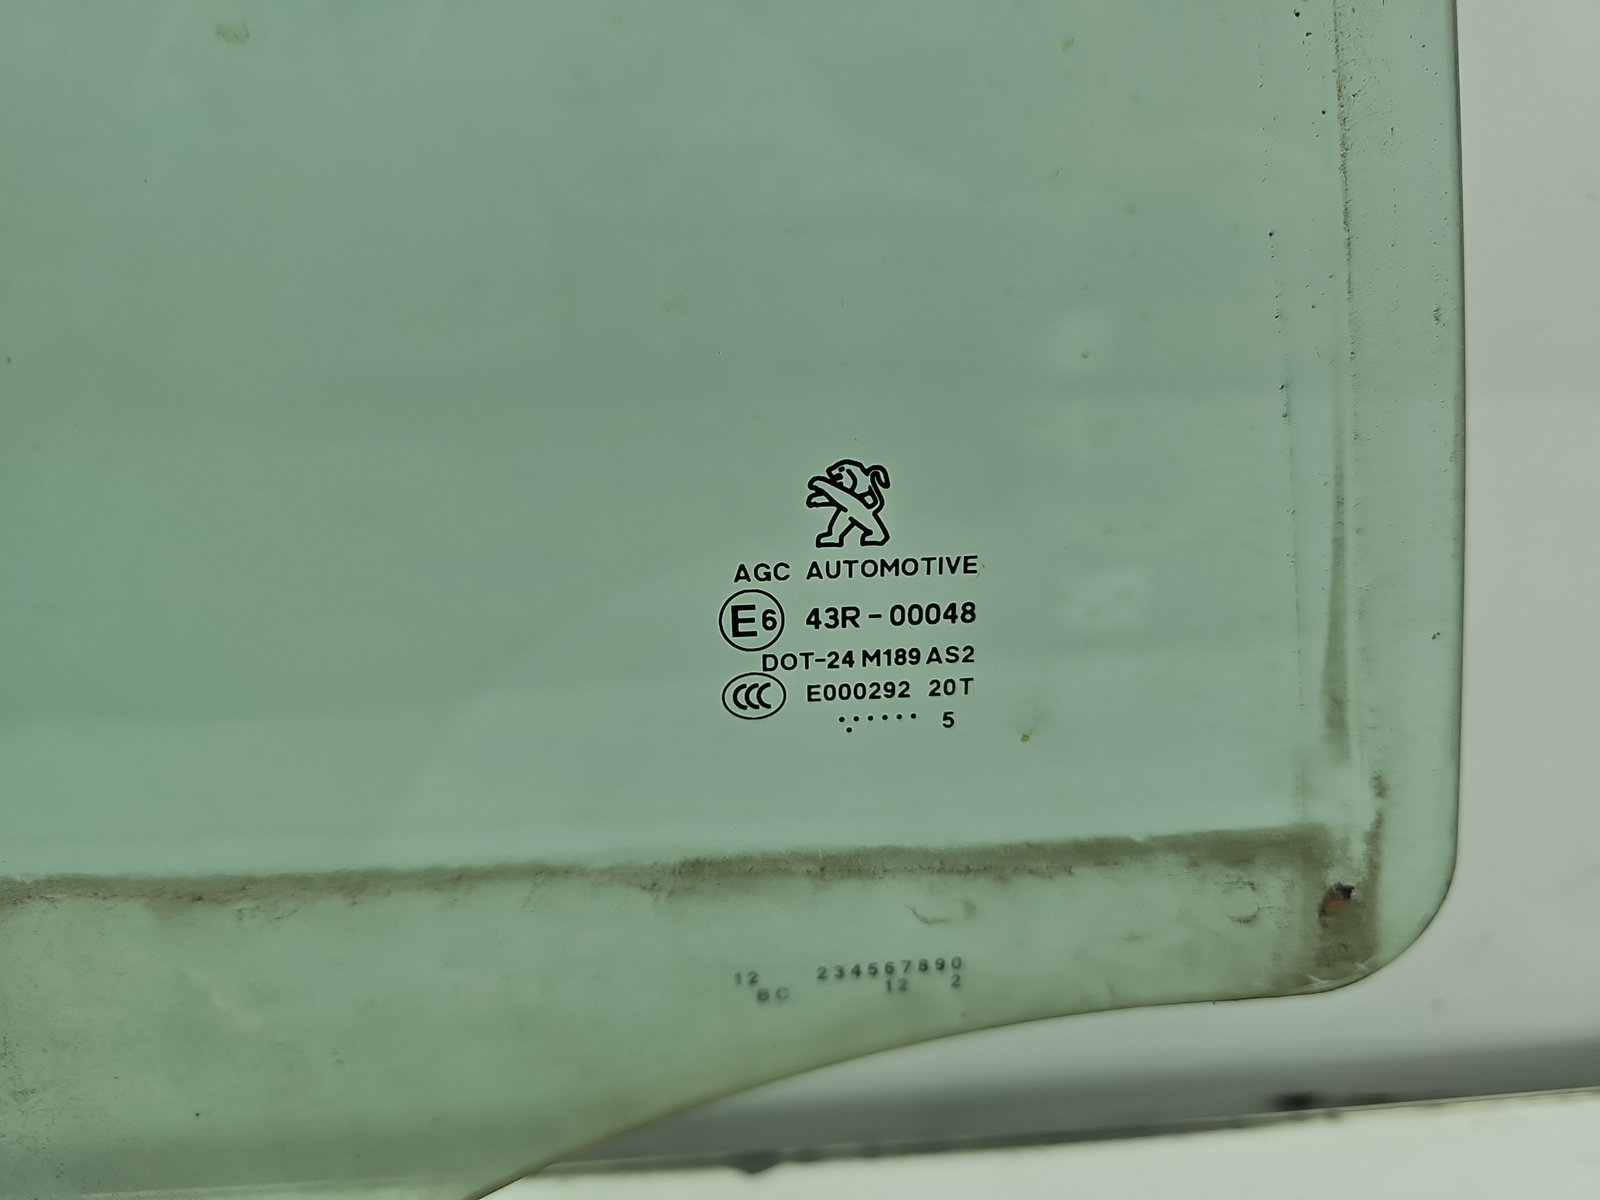 AGC AUTOMOTIVE
E6 43R-00048
DOT-24 M189 AS2
CCC E000292 20T
. . . . . . 5
.
12 234567890
BC 12 2